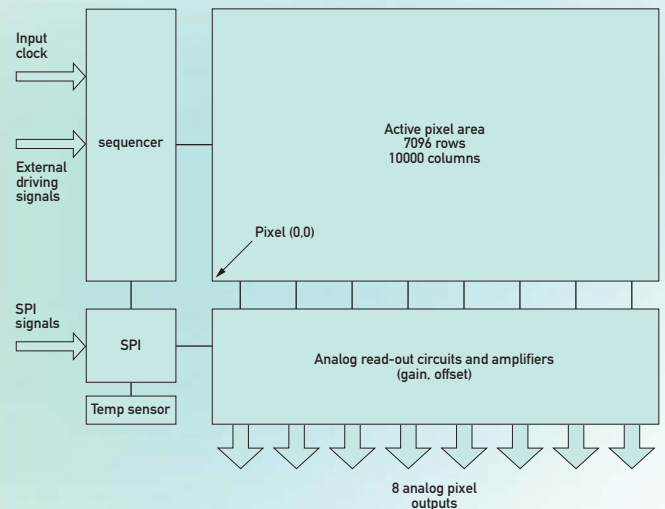 Input
clock
sequencer
External
driving
signals
Active pixel area
7096 rows
10000 columns
Pixel (0,0)
SPI
signals
SPI
Temp sensor
Analog read-out circuits and amplifiers
(gain, offset)
8 analog pixel
outputs